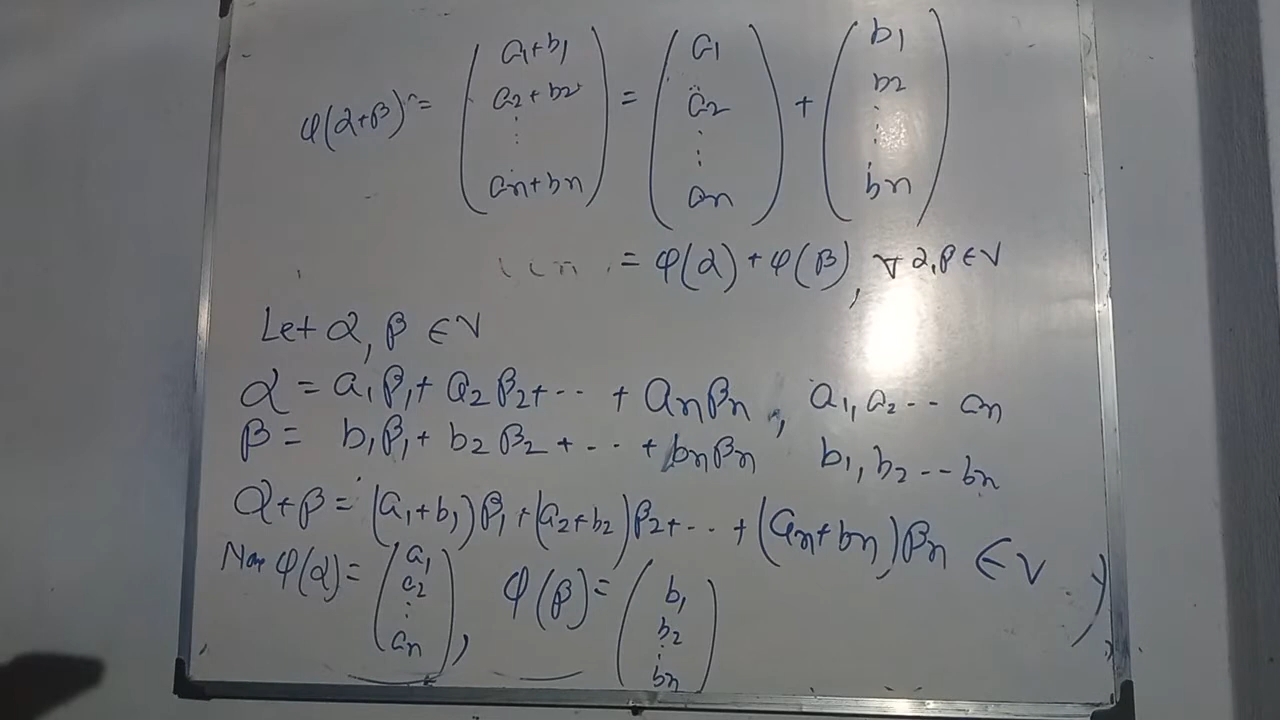 φ(α+β) = (a1+b1 a2+b2 ⋮ an+bn) = (a1 a2 ⋮ an) + (b1 b2 ⋮ bn)
= φ(α) + φ(β), ∀ α,β ∈ V
Let α, β ∈ V
α = a1β1 + a2β2 + ... + anβn , a1, a2 ... an
β = b1β1 + b2β2 + ... + bnβn b1, b2 ... bn
α+β = (a1+b1)β1 + (a2+b2)β2 + ... + (an+bn)βn ∈ V
Now φ(α) = (a1 a2 ⋮ an), φ(β) = (b1 b2 ⋮ bn)